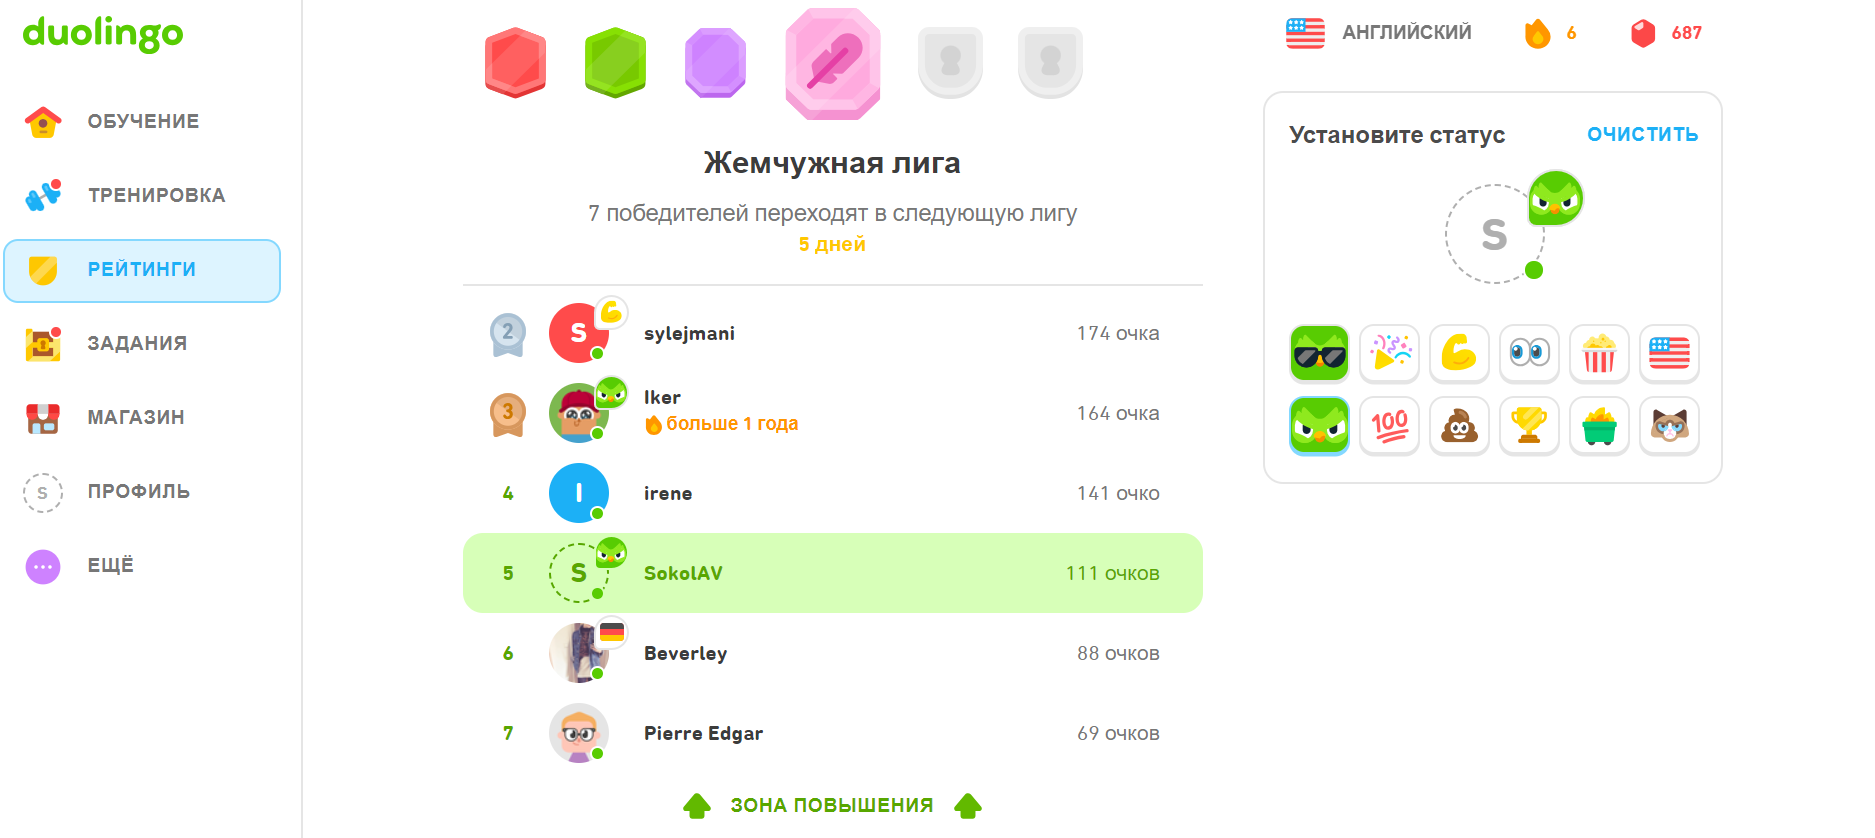 duolingo
ОБУЧЕНИЕ
ТРЕНИРОВКА
РЕЙТИНГИ
ЗАДАНИЯ
МАГАЗИН
S ПРОФИЛЬ
ЕЩЁ
Жемчужная лига
7 победителей переходят в следующую лигу
5 дней
2 S sylejmani 174 очка
3 Iker 164 очка
больше 1 года
4 I irene 141 очко
5 S SokolAV 111 очков
6 Beverley 88 очков
7 Pierre Edgar 69 очков
ЗОНА ПОВЫШЕНИЯ
АНГЛИЙСКИЙ 6 687
Установите статус ОЧИСТИТЬ
S
100